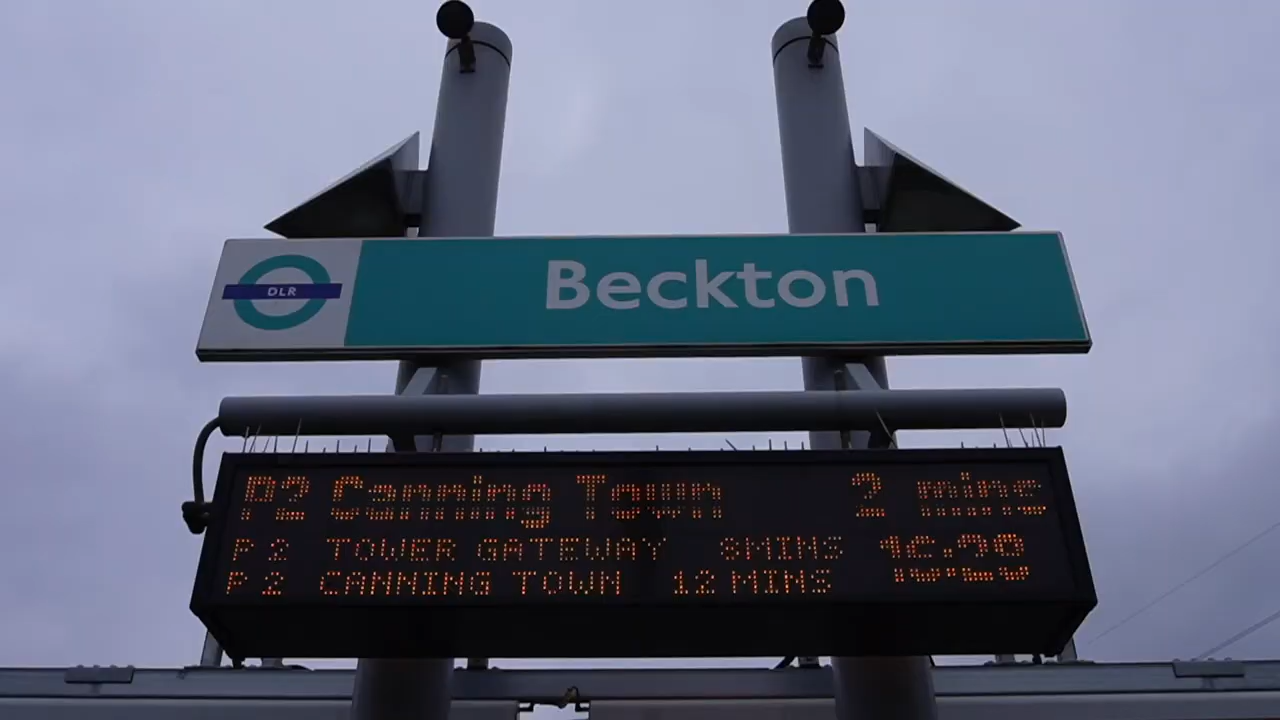 DLR
Beckton
P2 Canning Town 2 mins
P 2 TOWER GATEWAY 8MINS
P 2 CANNING TOWN 12 MINS